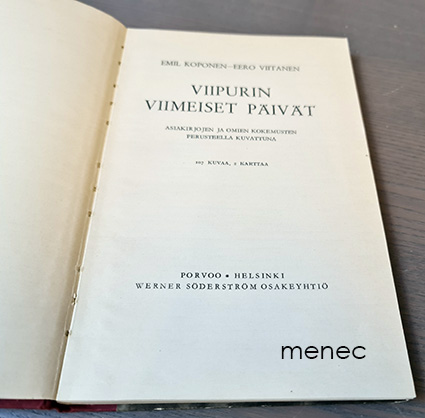 EMIL KOPONEN—EERO VIITANEN
VIIPURIN
VIIMEISET PÄIVÄT
ASIAKIRJOJEN JA OMIEN KOKEMUSTEN
PERUSTEELLA KUVATTUNA
107 KUVAA, 2 KARTTAA
PORVOO • HELSINKI
WERNER SÖDERSTRÖM OSAKEYHTIÖ
menec